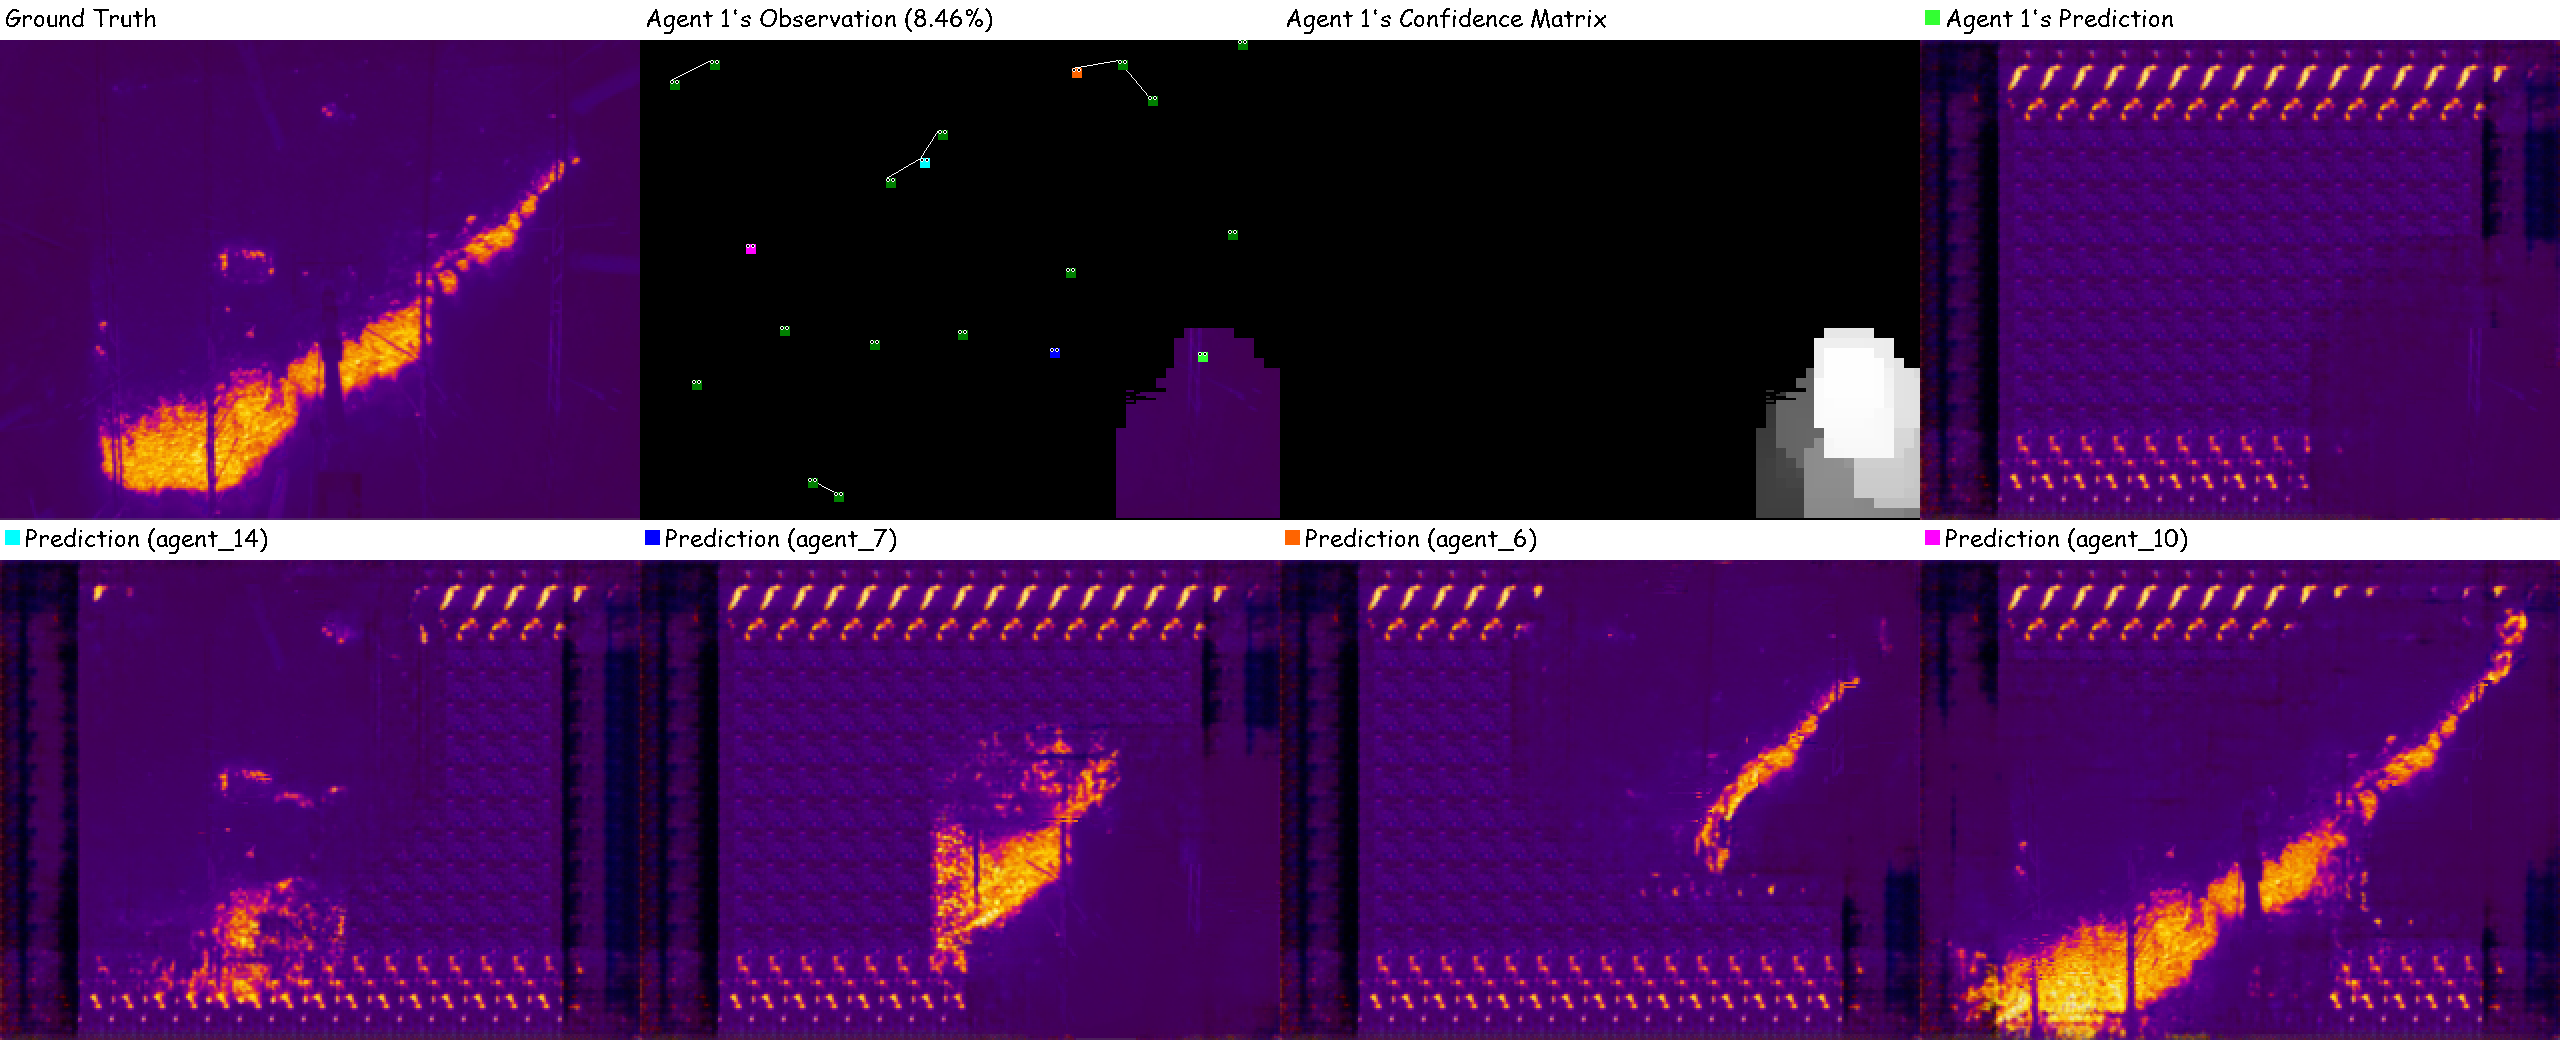 Ground Truth
Agent 1's Observation (8.46%)
Agent 1's Confidence Matrix
Agent 1's Prediction
Prediction (agent_14)
Prediction (agent_7)
Prediction (agent_6)
Prediction (agent_10)